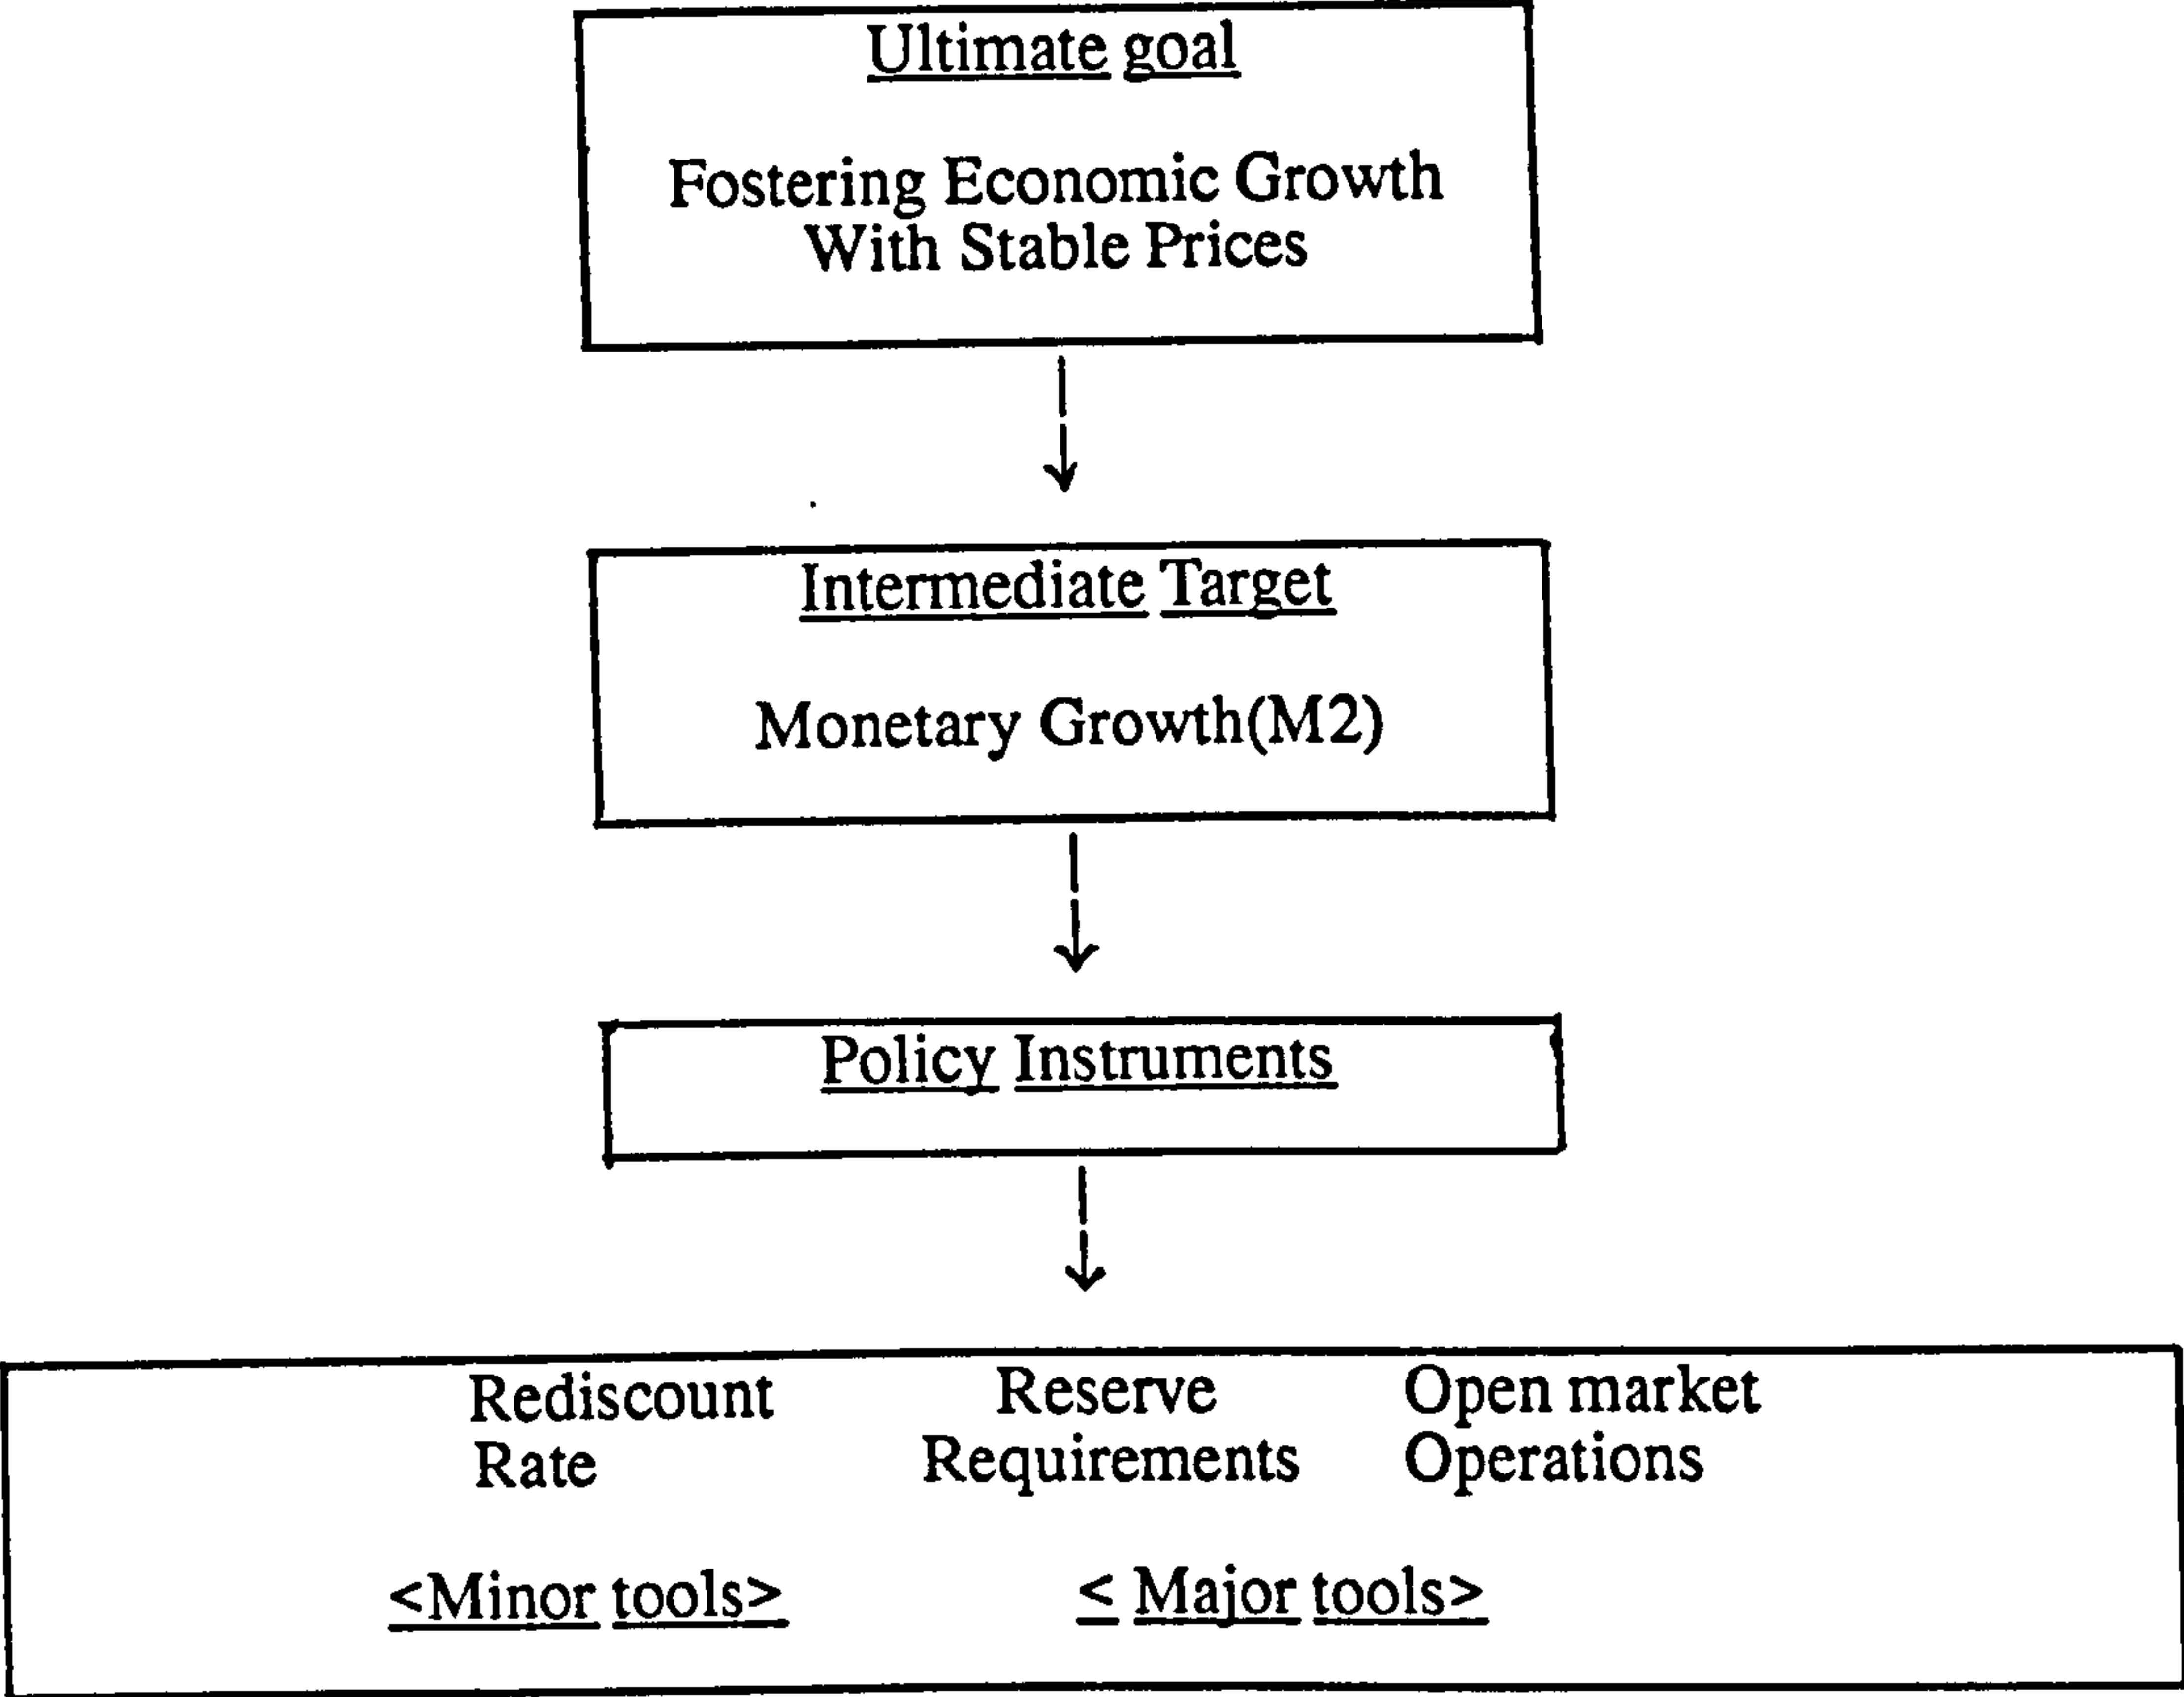 Ultimate goal
Fostering Economic Growth
With Stable Prices
Intermediate Target
Monetary Growth(M2)
Policy Instruments
Rediscount Reserve Open market
Rate Requirements Operations
<Minor tools> < Major tools>